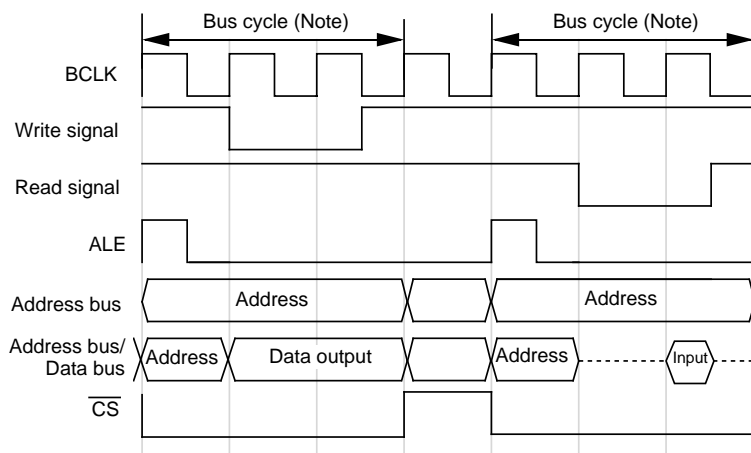 Bus cycle (Note) Bus cycle (Note)
BCLK
Write signal
Read signal
ALE
Address bus Address Address
Address bus/
Data bus Address Data output Address Input
CS